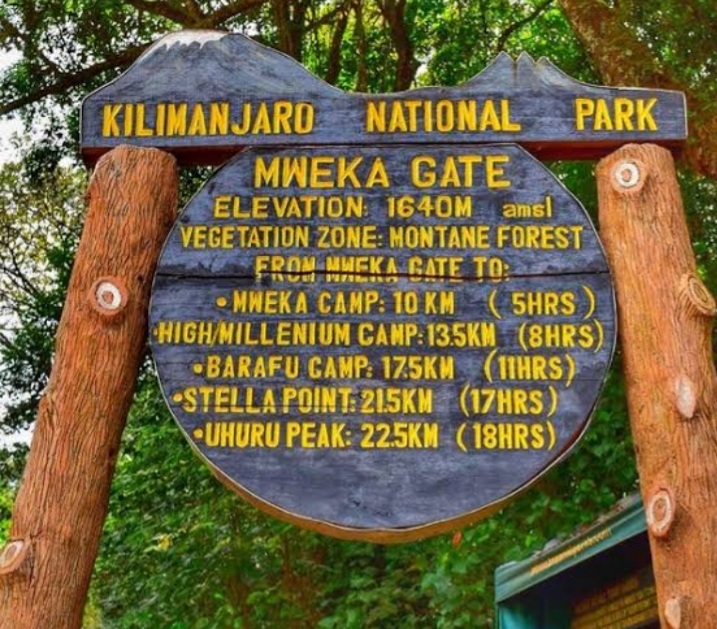 KILIMANJARO NATIONAL PARK
MWEKA GATE
ELEVATION: 1640M amsl
VEGETATION ZONE: MONTANE FOREST
FROM MWEKA GATE TO:
•MWEKA CAMP: 10 KM ( 5HRS )
•HIGH/MILLENIUM CAMP: 13.5KM (8HRS)
•BARAFU CAMP: 17.5KM (11HRS)
•STELLA POINT: 21.5KM (17HRS)
•UHURU PEAK: 22.5KM (18HRS)